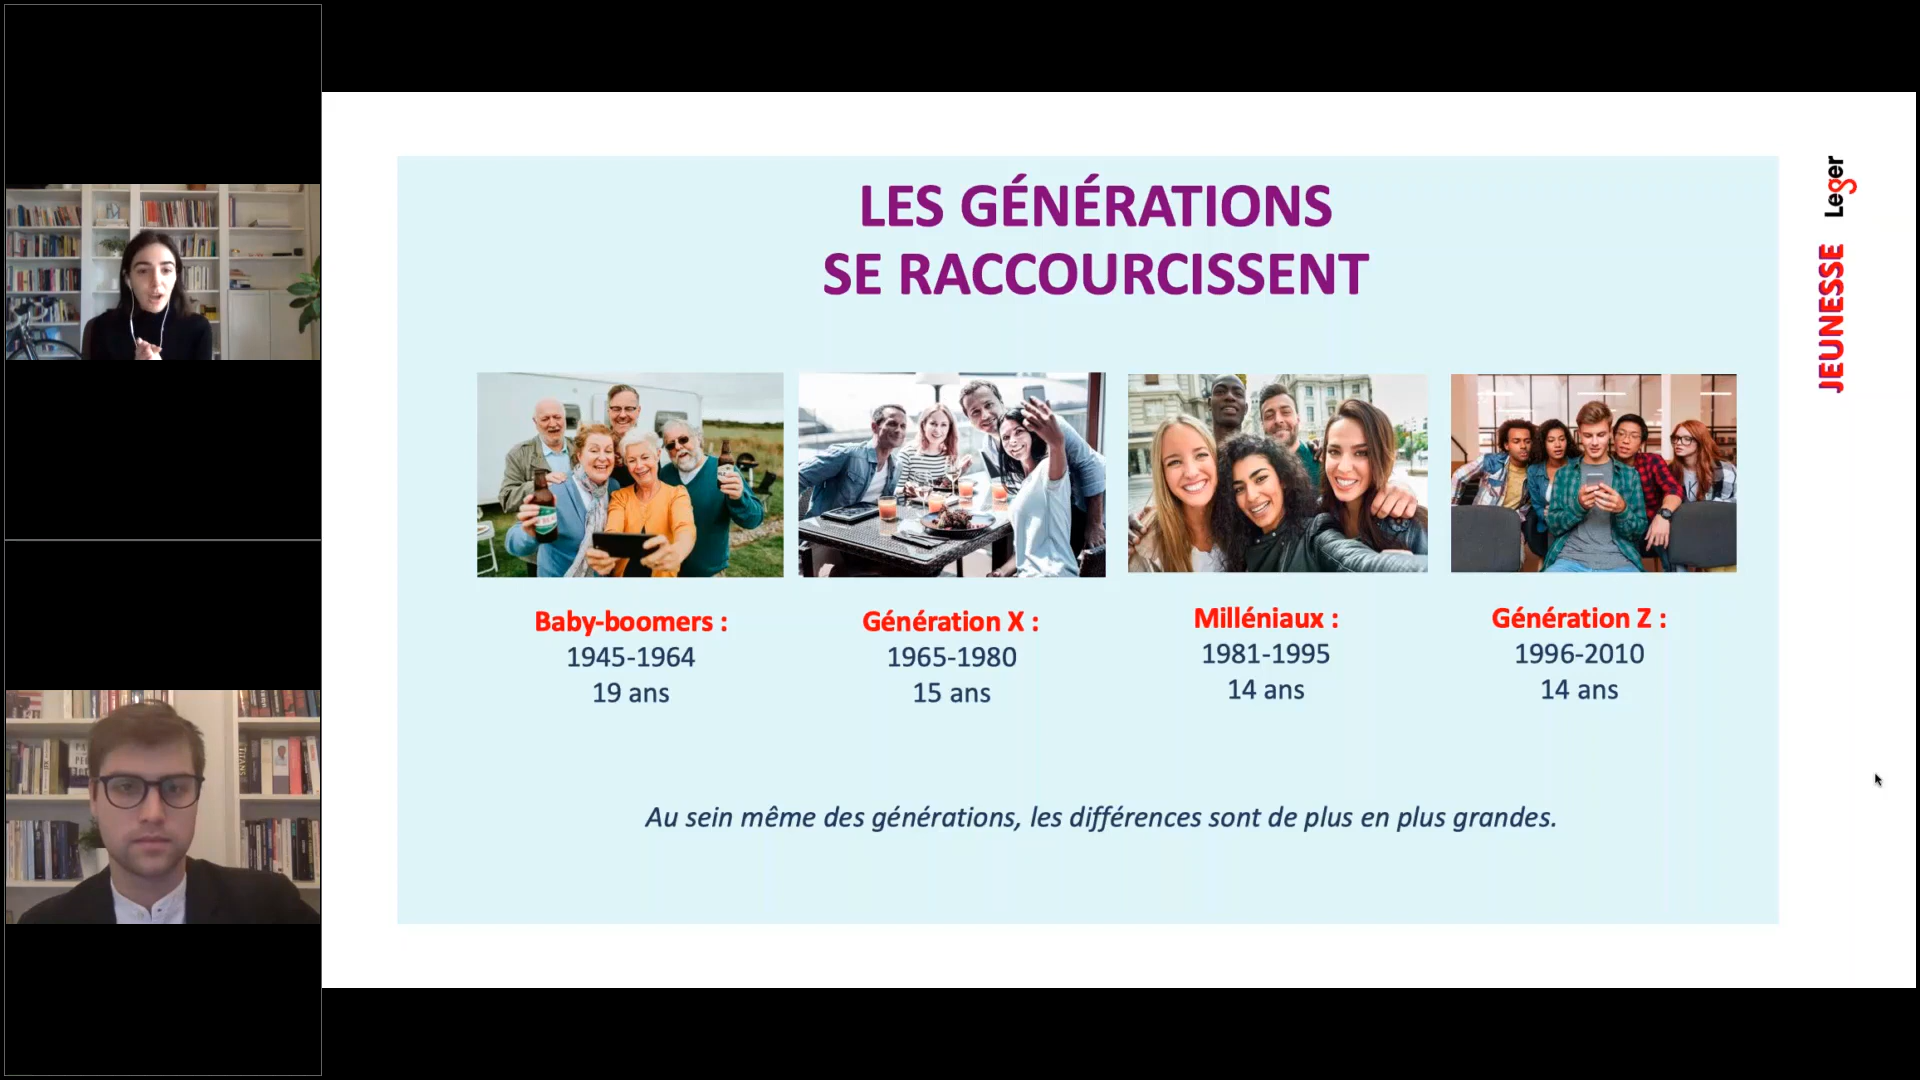 LES GÉNÉRATIONS
SE RACCOURCISSENT
Baby-boomers :
1945-1964
19 ans
Génération X :
1965-1980
15 ans
Milléniaux :
1981-1995
14 ans
Génération Z :
1996-2010
14 ans
Au sein même des générations, les différences sont de plus en plus grandes.
Leger
JEUNESSE